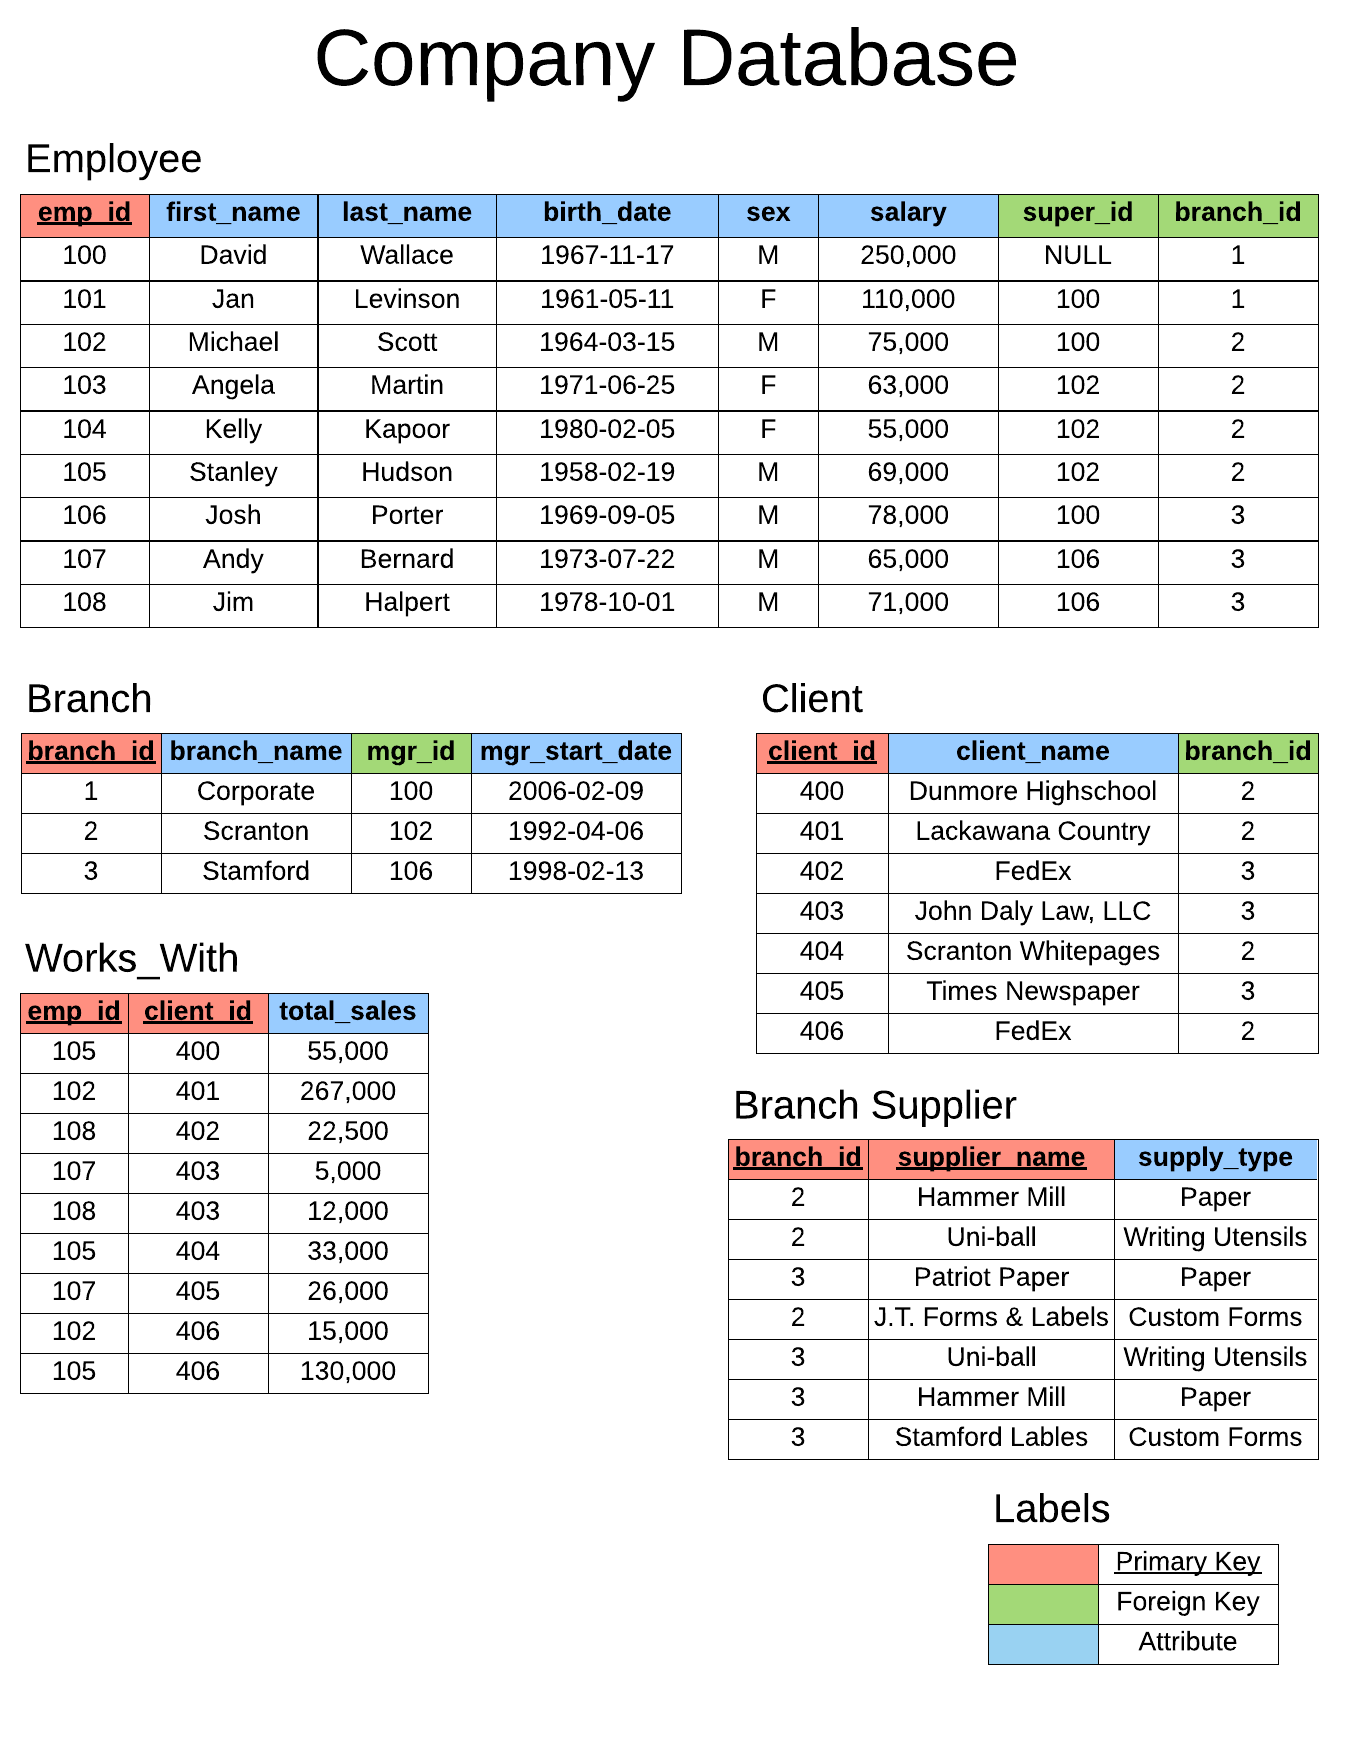 Company Database
Employee
emp_id first_name last_name birth_date sex salary super_id branch_id
100 David Wallace 1967-11-17 M 250,000 NULL 1
101 Jan Levinson 1961-05-11 F 110,000 100 1
102 Michael Scott 1964-03-15 M 75,000 100 2
103 Angela Martin 1971-06-25 F 63,000 102 2
104 Kelly Kapoor 1980-02-05 F 55,000 102 2
105 Stanley Hudson 1958-02-19 M 69,000 102 2
106 Josh Porter 1969-09-05 M 78,000 100 3
107 Andy Bernard 1973-07-22 M 65,000 106 3
108 Jim Halpert 1978-10-01 M 71,000 106 3
Branch
branch_id branch_name mgr_id mgr_start_date
1 Corporate 100 2006-02-09
2 Scranton 102 1992-04-06
3 Stamford 106 1998-02-13
Works_With
emp_id client_id total_sales
105 400 55,000
102 401 267,000
108 402 22,500
107 403 5,000
108 403 12,000
105 404 33,000
107 405 26,000
102 406 15,000
105 406 130,000
Client
client_id client_name branch_id
400 Dunmore Highschool 2
401 Lackawana Country 2
402 FedEx 3
403 John Daly Law, LLC 3
404 Scranton Whitepages 2
405 Times Newspaper 3
406 FedEx 2
Branch Supplier
branch_id supplier_name supply_type
2 Hammer Mill Paper
2 Uni-ball Writing Utensils
3 Patriot Paper Paper
2 J.T. Forms & Labels Custom Forms
3 Uni-ball Writing Utensils
3 Hammer Mill Paper
3 Stamford Lables Custom Forms
Labels
Primary Key
Foreign Key
Attribute